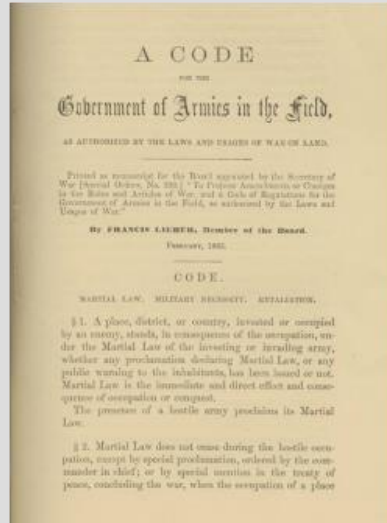 A CODE
FOR THE
Government of Armies in the Field,
AS AUTHORIZED BY THE LAWS AND USAGES OF WAR ON LAND.
Printed as manuscript for the Board appointed by the Secretary of
War [Special Orders, No. 399.] "To Propose Amendments or Changes
in the Rules and Articles of War, and a Code of Regulations for the
Government of Armies in the Field, as authorized by the Laws and
Usages of War."
By FRANCIS LIEBER, Member of the Board.
February, 1863.
CODE.
MARTIAL LAW. MILITARY NECESSITY. RETALIATION.
§ 1. A place, district, or country, invested or occupied
by an enemy, stands, in consequence of the occupation, un-
der the Martial Law of the investing or invading army,
whether any proclamation declaring Martial Law, or any
public warning to the inhabitants, has been issued or not.
Martial Law is the immediate and direct effect and conse-
quence of occupation or conquest.
The presence of a hostile army proclaims its Martial
Law.
§ 2. Martial Law does not cease during the hostile occu-
pation, except by special proclamation, ordered by the com-
mander in chief; or by special mention in the treaty of
peace, concluding the war, when the occupation of a place